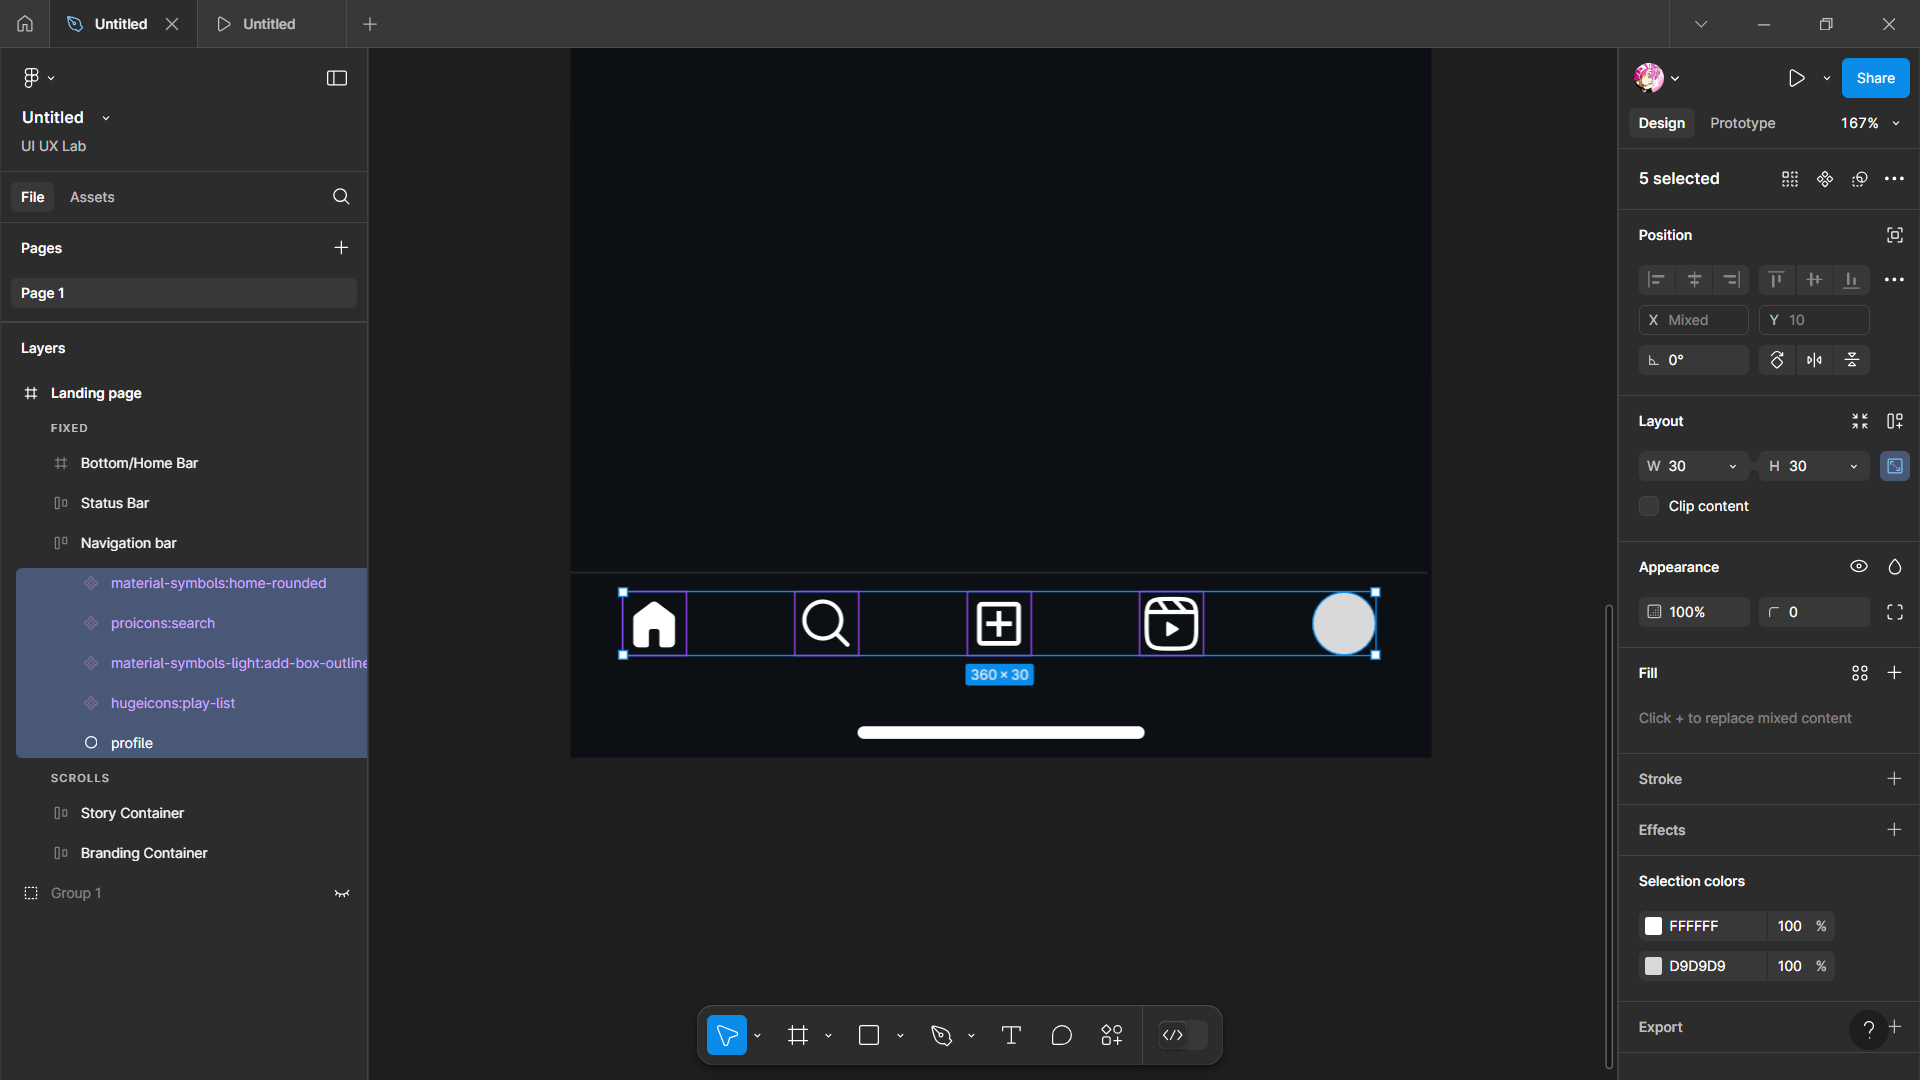 Untitled
Untitled
Untitled
UI UX Lab
File
Assets
Pages
Page 1
Layers
Landing page
FIXED
Bottom/Home Bar
Status Bar
Navigation bar
material-symbols:home-rounded
proicons:search
material-symbols-light:add-box-outline
hugeicons:play-list
profile
SCROLLS
Story Container
Branding Container
Group 1
360 × 30
Share
Design
Prototype
167%
5 selected
Position
X Mixed
Y 10
0°
Layout
W 30
H 30
Clip content
Appearance
100%
0
Fill
Click + to replace mixed content
Stroke
Effects
Selection colors
FFFFFF 100 %
D9D9D9 100 %
Export
?